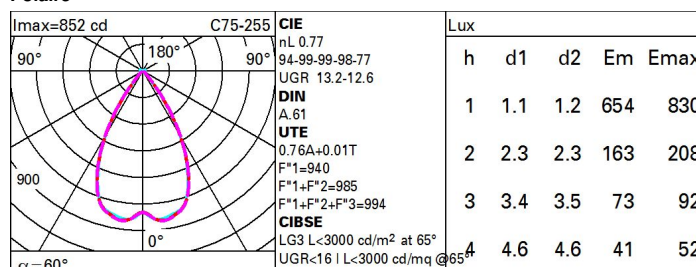 Imax=852 cd C75-255
180°
90° 90°
900
0°
CIE
nL 0.77
94-99-99-98-77
UGR 13.2-12.6
DIN
A.61
UTE
0.76A+0.01T
F"1=940
F"1+F"2=985
F"1+F"2+F"3=994
CIBSE
LG3 L<3000 cd/m² at 65°
UGR<16 | L<3000 cd/mq @65°
Lux
h d1 d2 Em Emax
1 1.1 1.2 654 830
2 2.3 2.3 163 208
3 3.4 3.5 73 92
4 4.6 4.6 41 52